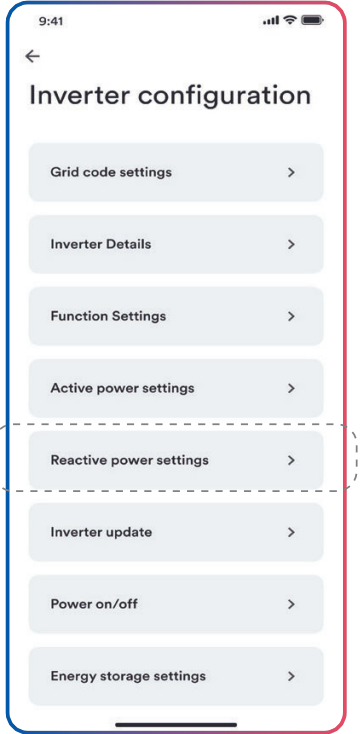 9:41
Inverter configuration
Grid code settings
Inverter Details
Function Settings
Active power settings
Reactive power settings
Inverter update
Power on/off
Energy storage settings